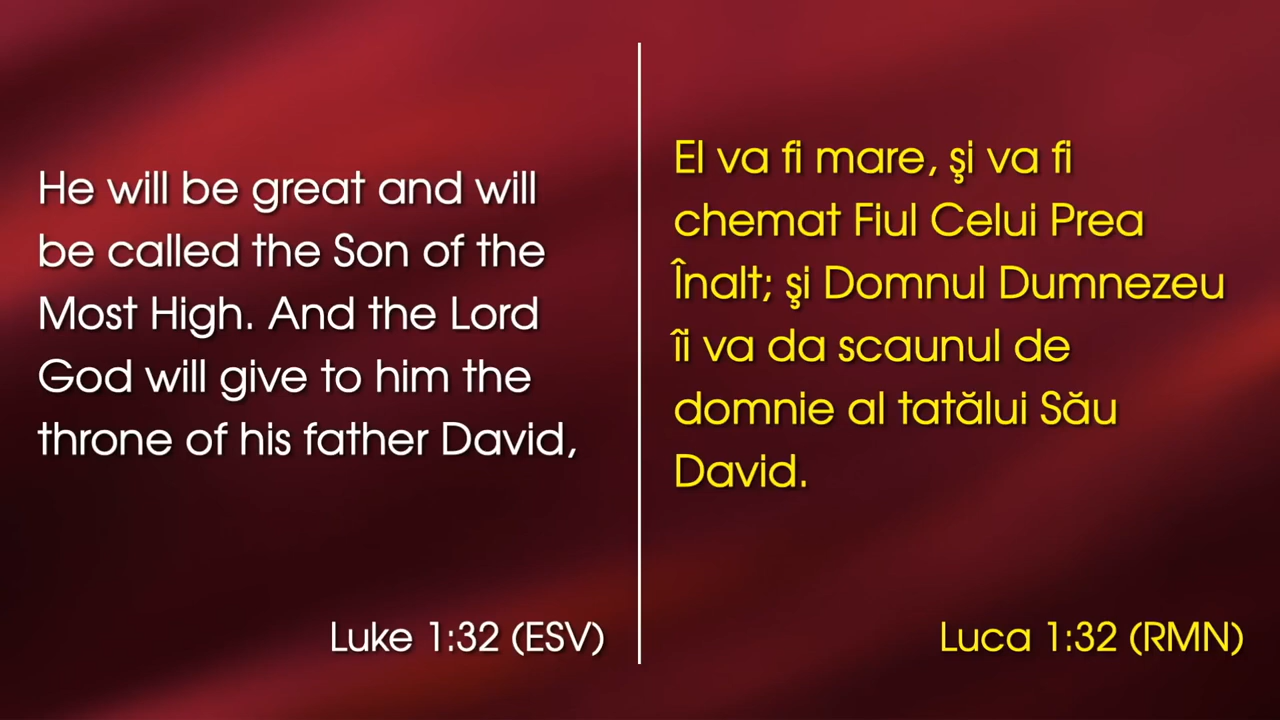 He will be great and will
be called the Son of the
Most High. And the Lord
God will give to him the
throne of his father David,
Luke 1:32 (ESV)
El va fi mare, şi va fi
chemat Fiul Celui Prea
Înalt; şi Domnul Dumnezeu
îi va da scaunul de
domnie al tatălui Său
David.
Luca 1:32 (RMN)